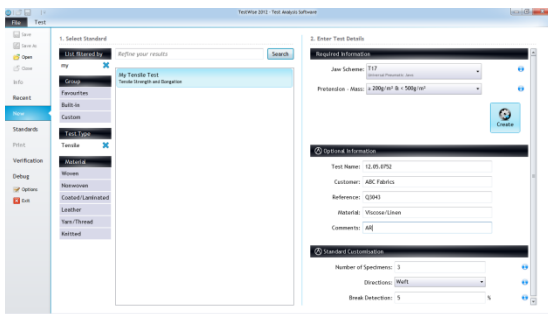 TestWise 2012 - Test Analysis Software
File Test
Save
Save As
Open
Close
Info
Recent
New
Standards
Print
Verification
Debug
Options
Exit
1. Select Standard
List filtered by
my
Group
Favourites
Built-in
Custom
Test Type
Tensile
Material
Woven
Nonwoven
Coated/Laminated
Leather
Yarn/Thread
Knitted
Refine your results
Search
My Tensile Test
Tensile Strength and Elongation
2. Enter Test Details
Required Information
Jaw Scheme: T17
Universal Pneumatic Jaws
Pretension - Mass: ≥ 200g/m² & < 500g/m²
Create
Optional Information
Test Name: 12.05.0752
Customer: ABC Fabrics
Reference: Q3043
Material: Viscose/Linen
Comments: AR
Standard Customisation
Number of Specimens: 3
Directions: Weft
Break Detection: 5 %